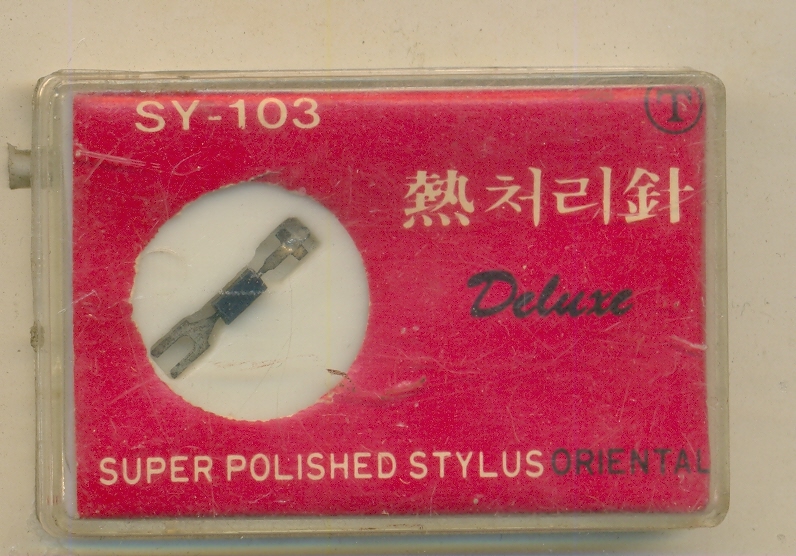 SY-103
T
熱처리針
Deluxe
SUPER POLISHED STYLUS ORIENTAL